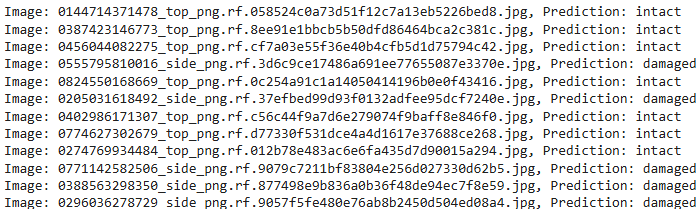 Image: 0144714371478_top_png.rf.058524c0a73d51f12c7a13eb5226bed8.jpg, Prediction: intact
Image: 0387423146773_top_png.rf.8ee91e1bbcb5b50dfd86464bca2c381c.jpg, Prediction: intact
Image: 0456044082275_top_png.rf.cf7a03e55f36e40b4cfb5d1d75794c42.jpg, Prediction: intact
Image: 0555795810016_side_png.rf.3d6c9ce17486a691ee77655087e3370e.jpg, Prediction: damaged
Image: 0824550168669_top_png.rf.0c254a91c1a14050414196b0e0f43416.jpg, Prediction: intact
Image: 0205031618492_side_png.rf.37efbed99d93f0132adfee95dcf7240e.jpg, Prediction: damaged
Image: 0402986171307_top_png.rf.c56c44f9a7d6e279074f9baff8e846f0.jpg, Prediction: intact
Image: 0774627302679_top_png.rf.d77330f531dce4a4d1617e37688ce268.jpg, Prediction: intact
Image: 0274769934484_top_png.rf.012b78e483ac6e6fa435d7d90015a294.jpg, Prediction: intact
Image: 0771142582506_side_png.rf.9079c7211bf83804e256d027330d62b5.jpg, Prediction: damaged
Image: 0388563298350_side_png.rf.877498e9b836a0b36f48de94ec7f8e59.jpg, Prediction: damaged
Image: 0296036278729_side_png.rf.9057f5fe480e76ab8b2450d504ed08a4.jpg, Prediction: damaged